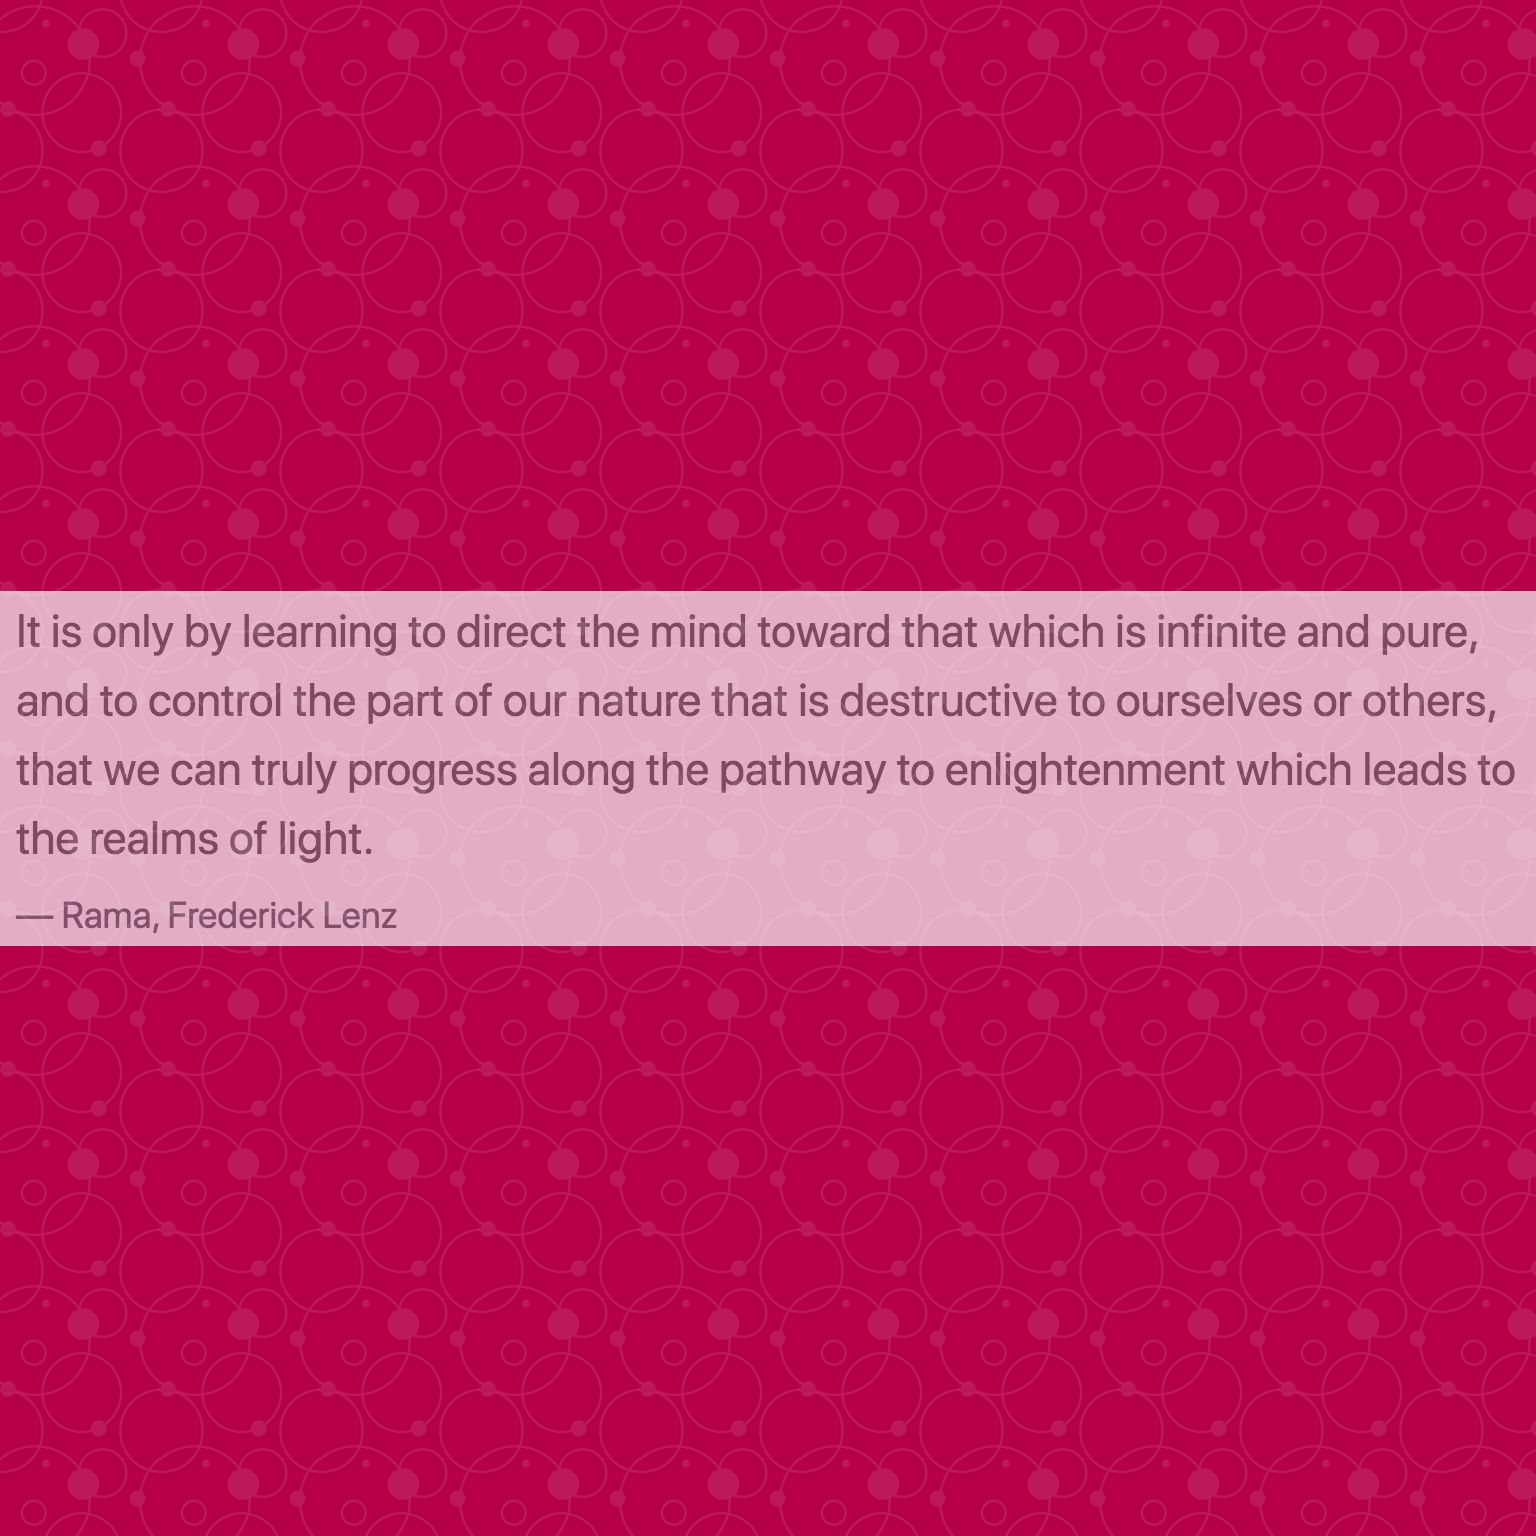 It is only by learning to direct the mind toward that which is infinite and pure,
and to control the part of our nature that is destructive to ourselves or others,
that we can truly progress along the pathway to enlightenment which leads to
the realms of light.
— Rama, Frederick Lenz